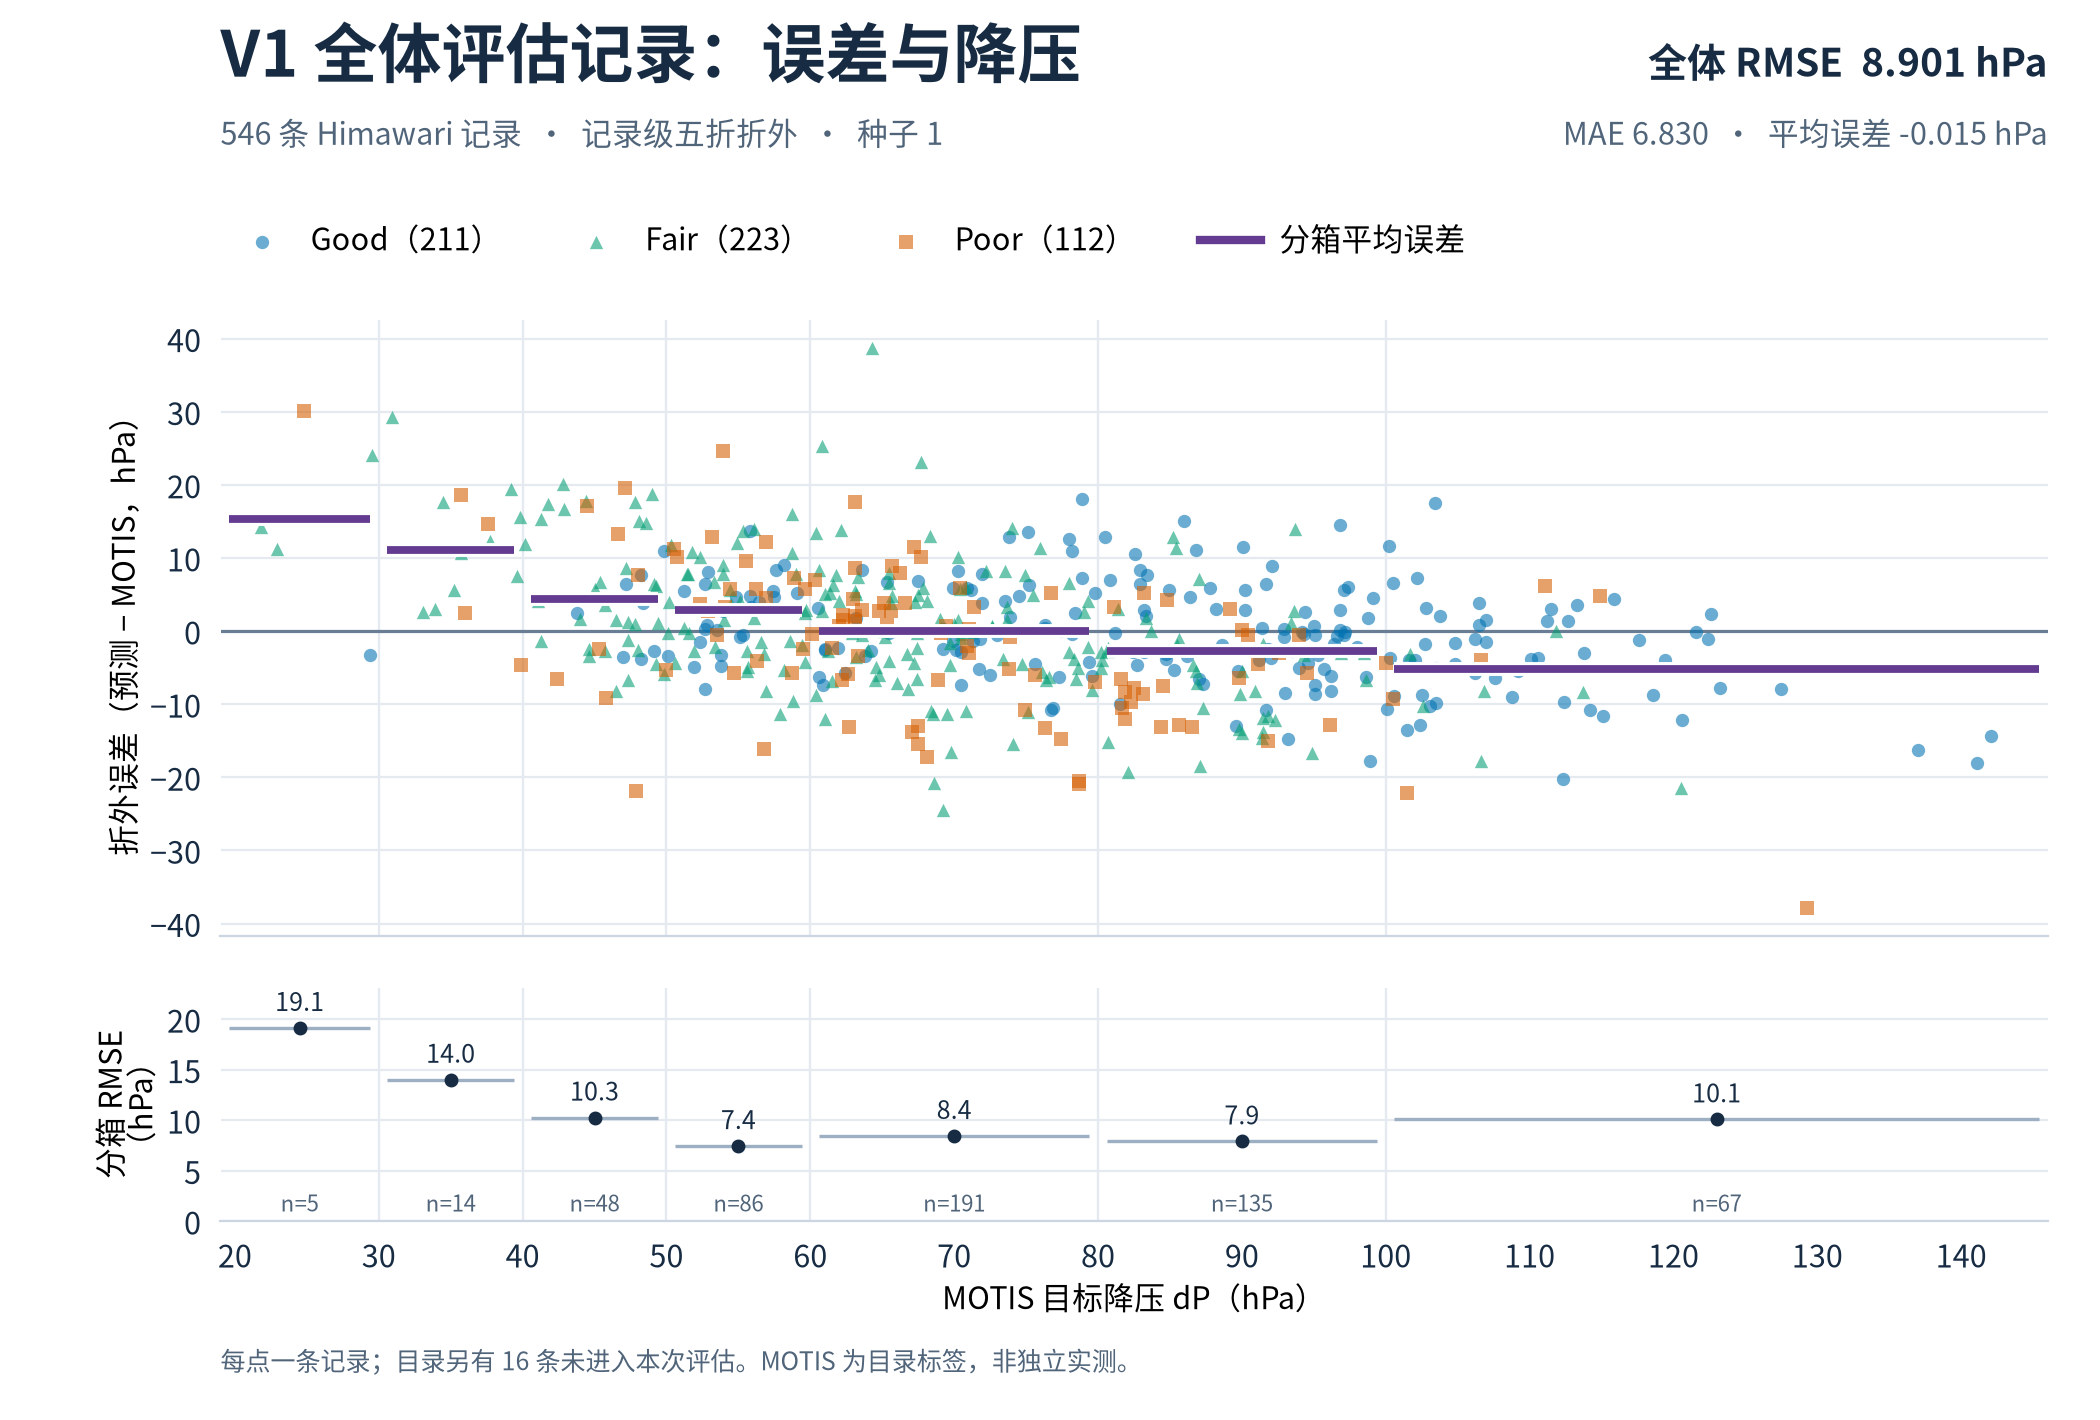 V1 全体评估记录：误差与降压
全体 RMSE 8.901 hPa
546 条 Himawari 记录 • 记录级五折折外 • 种子 1
MAE 6.830 • 平均误差 -0.015 hPa
Good（211）
Fair（223）
Poor（112）
分箱平均误差
折外误差（预测 − MOTIS，hPa）
40
30
20
10
0
−10
−20
−30
−40
分箱 RMSE
（hPa）
20
15
10
5
0
19.1
14.0
10.3
7.4
8.4
7.9
10.1
n=5
n=14
n=48
n=86
n=191
n=135
n=67
20
30
40
50
60
70
80
90
100
110
120
130
140
MOTIS 目标降压 dP（hPa）
每点一条记录；目录另有 16 条未进入本次评估。MOTIS 为目录标签，非独立实测。